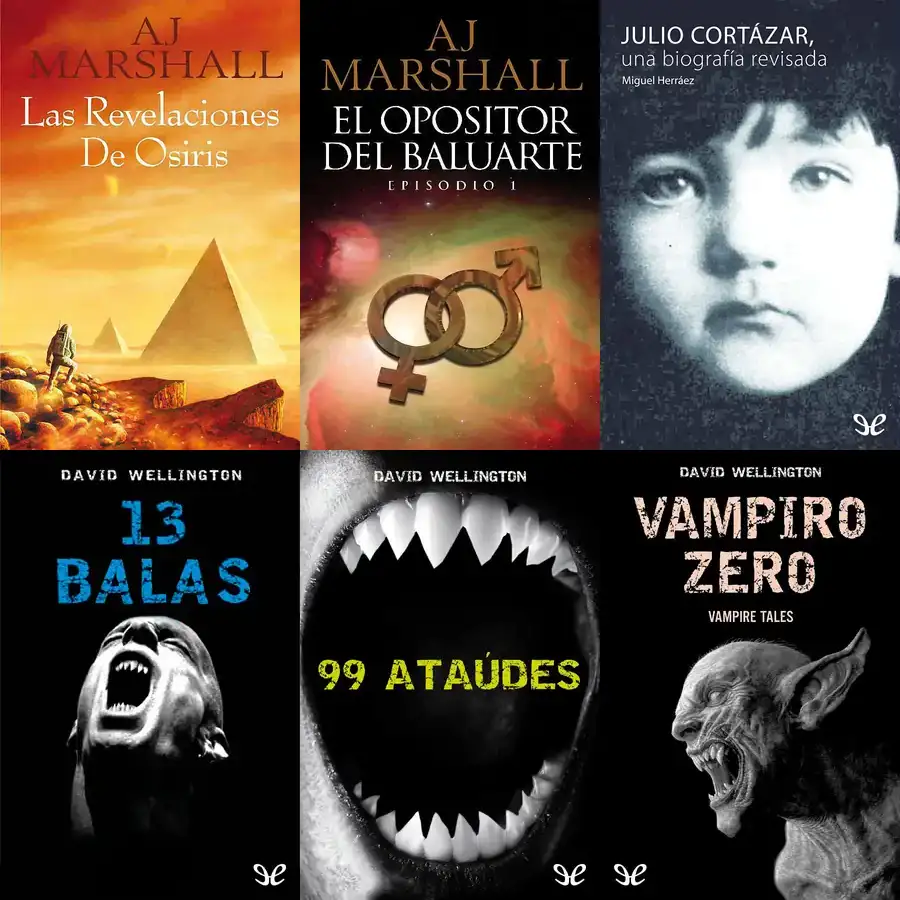 AJ
MARSHALL
Las Revelaciones
De Osiris
AJ
MARSHALL
EL OPOSITOR
DEL BALUARTE
EPISODIO 1
JULIO CORTÁZAR,
una biografía revisada
Miguel Herráez
DAVID WELLINGTON
13
BALAS
DAVID WELLINGTON
99 ATAÚDES
DAVID WELLINGTON
VAMPIRO
ZERO
VAMPIRE TALES